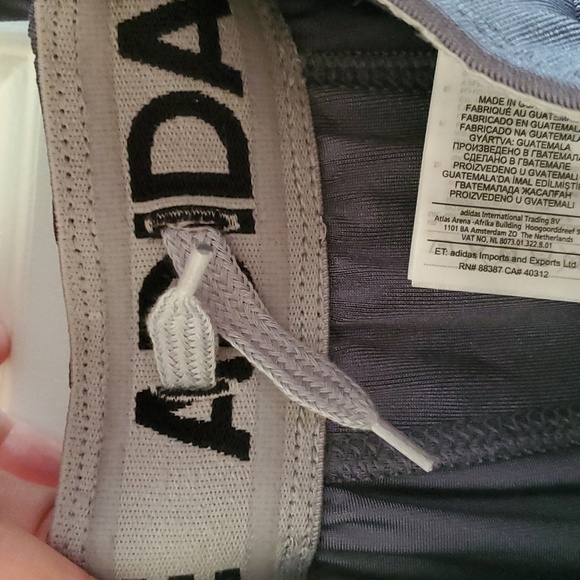 ADIDA
MADE IN GUATEMALA
FABRIQUÉ AU GUATEMALA
FABRICADO EN GUATEMALA
FABRICADO NA GUATEMALA
GYÁRTVA: GUATEMALA
ПРОИЗВЕДЕНО В ГВАТЕМАЛЕ
СДЕЛАНО В ГВАТЕМАЛЕ
PROIZVEDENO U GVATEMALI
GUATEMALA'DA İMAL EDİLMİŞTİ
ГВАТЕМАЛАДА ЖАСАЛҒАН
PROIZVEDENO U GVATEMALI
adidas International Trading BV
Atlas Arena -Afrika Building Hoogoorddreef 9
1101 BA Amsterdam ZO The Netherlands
VAT NO. NL 8073.01.322.B.01
ET: adidas Imports and Exports Ltd
RN# 88387 CA# 40312